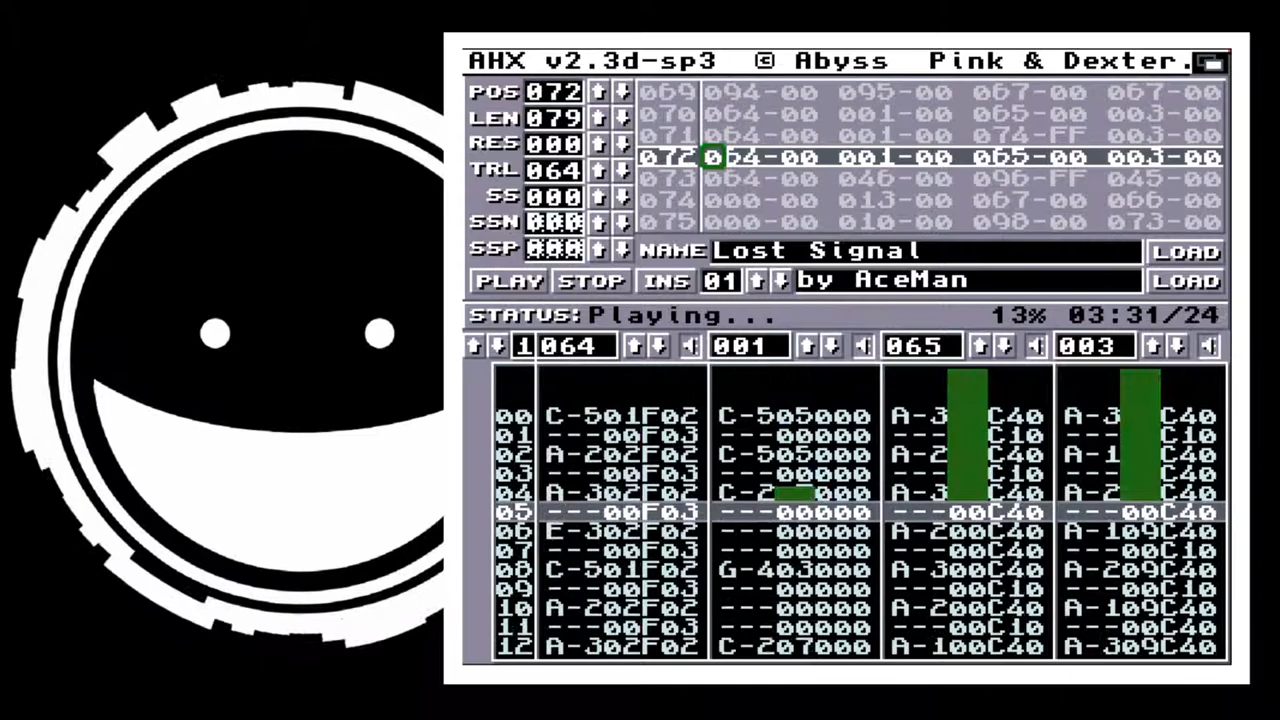 AHX v2.3d-sp3 © Abyss Pink & Dexter.
POS 072 069 094-00 095-00 067-00 067-00
LEN 079 070 064-00 001-00 065-00 003-00
RES 000 071 064-00 001-00 074-FF 003-00
TRL 064 072 064-00 001-00 065-00 003-00
SS 000 073 064-00 046-00 096-FF 045-00
SSN 000 074 000-00 013-00 067-00 066-00
SSP 000 075 000-00 010-00 098-00 073-00
NAME Lost Signal LOAD
PLAY STOP INS 01 by AceMan LOAD
STATUS: Playing... 13% 03:31/24
1 064 001 065 003
00 C-501F02 C-505000 A-3 C40 A-3 C40
01 ---00F03 ---00000 --- C10 --- C10
02 A-202F02 C-505000 A-2 C40 A-1 C40
03 ---00F03 ---00000 --- C10 --- C10
04 A-302F02 C-2 000 A-3 C40 A-2 C40
05 ---00F03 ---00000 ---00C40 ---00C40
06 E-302F02 ---00000 A-200C40 A-109C40
07 ---00F03 ---00000 ---00C10 ---00C10
08 C-501F02 G-403000 A-300C40 A-209C40
09 ---00F03 ---00000 ---00C10 ---00C10
10 A-202F02 ---00000 A-200C40 A-109C40
11 ---00F03 ---00000 ---00C10 ---00C10
12 A-302F02 C-207000 A-100C40 A-309C40